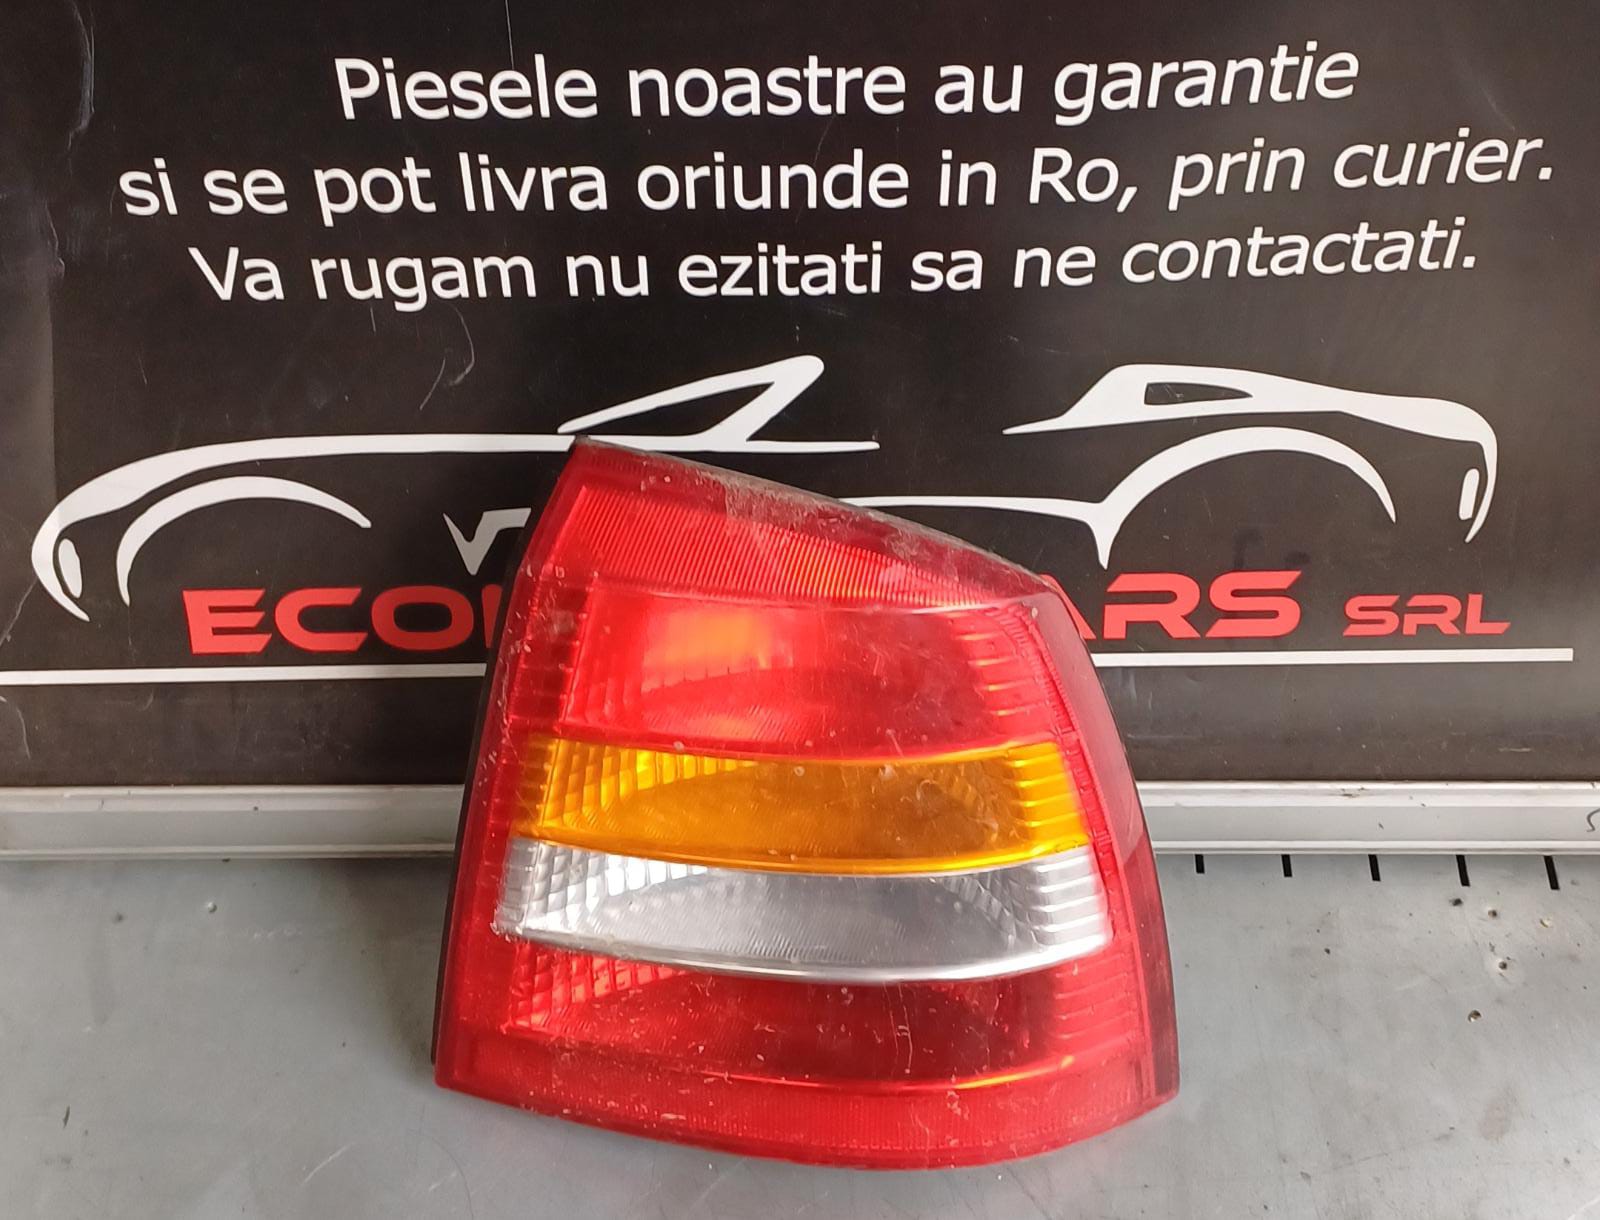 Piesele noastre au garantie
si se pot livra oriunde in Ro, prin curier.
Va rugam nu ezitati sa ne contactati.
SRL